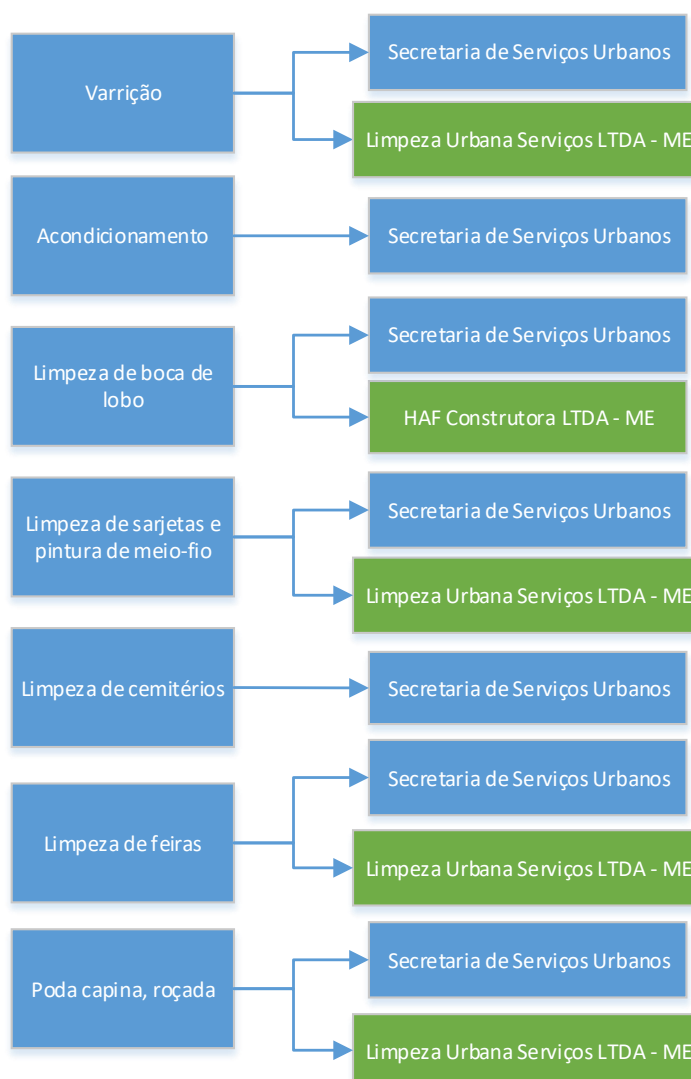 Varrição
Secretaria de Serviços Urbanos
Limpeza Urbana Serviços LTDA - ME
Acondicionamento
Secretaria de Serviços Urbanos
Limpeza de boca de
lobo
Secretaria de Serviços Urbanos
HAF Construtora LTDA - ME
Limpeza de sarjetas e
pintura de meio-fio
Secretaria de Serviços Urbanos
Limpeza Urbana Serviços LTDA - ME
Limpeza de cemitérios
Secretaria de Serviços Urbanos
Limpeza de feiras
Secretaria de Serviços Urbanos
Limpeza Urbana Serviços LTDA - ME
Poda capina, roçada
Secretaria de Serviços Urbanos
Limpeza Urbana Serviços LTDA - ME